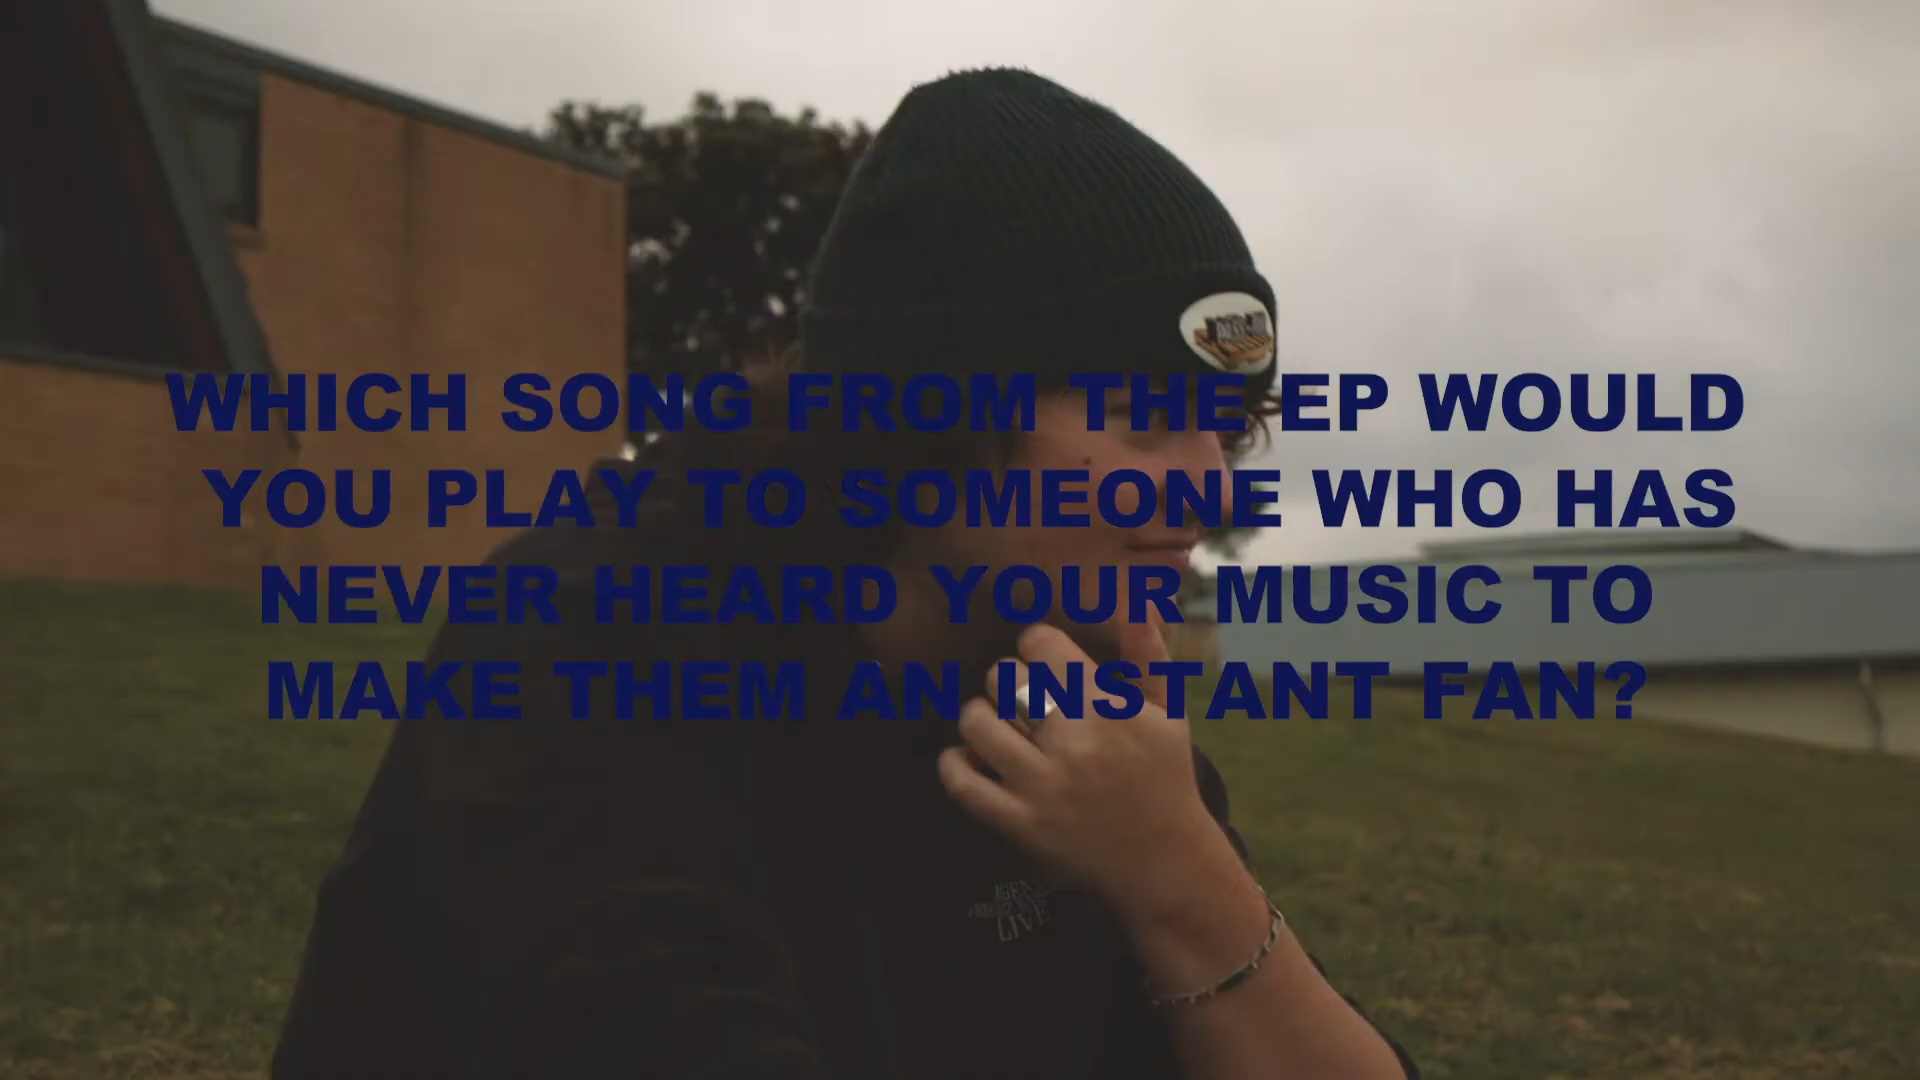 WHICH SONG FROM THE EP WOULD
YOU PLAY TO SOMEONE WHO HAS
NEVER HEARD YOUR MUSIC TO
MAKE THEM AN INSTANT FAN?
LIVE